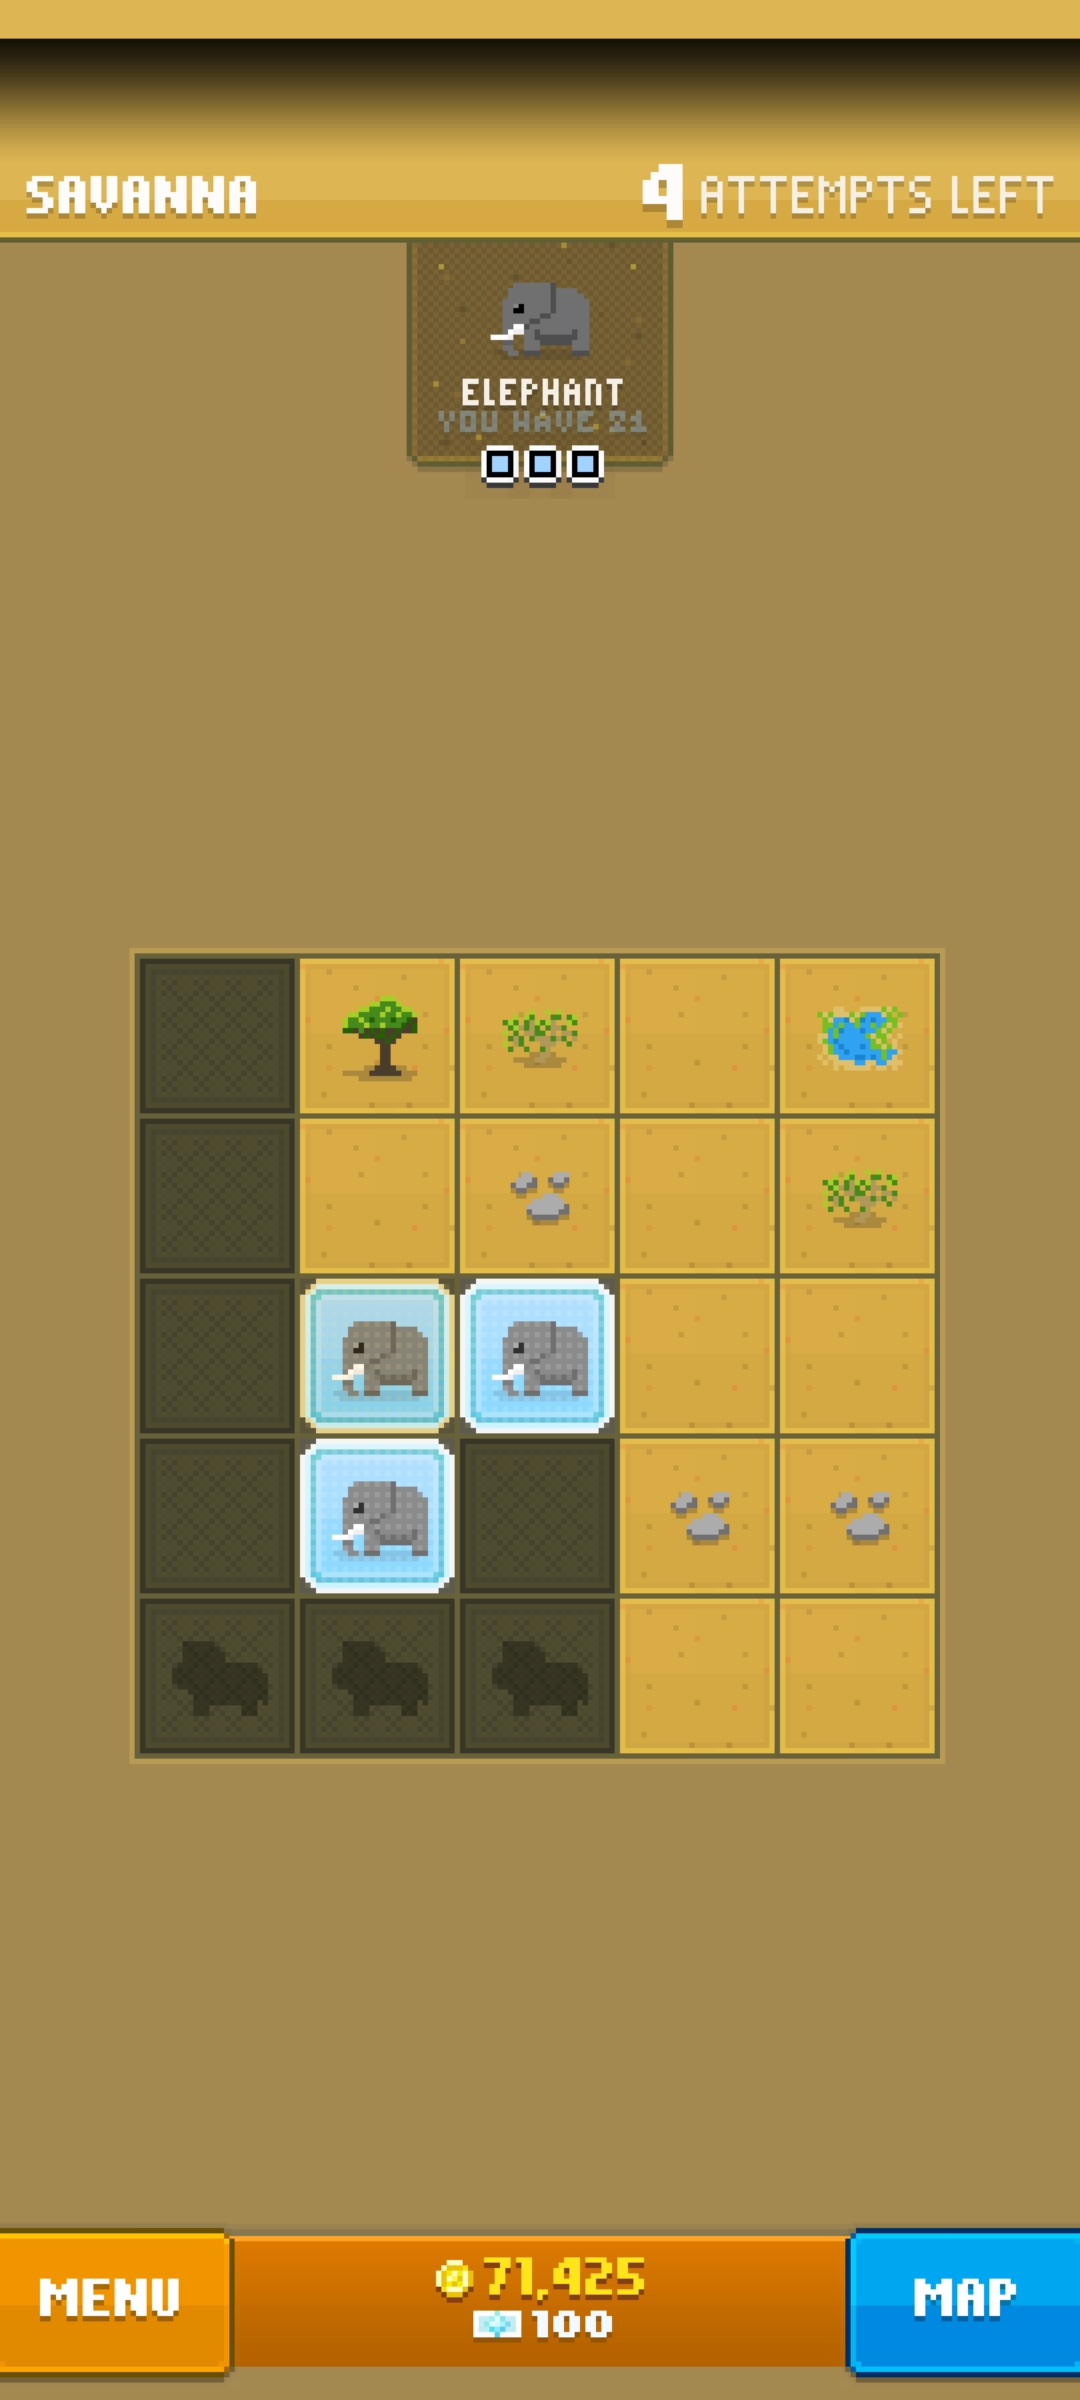 SAVANNA
4 ATTEMPTS LEFT
ELEPHANT
YOU HAVE 21
MENU
71,425
100
MAP